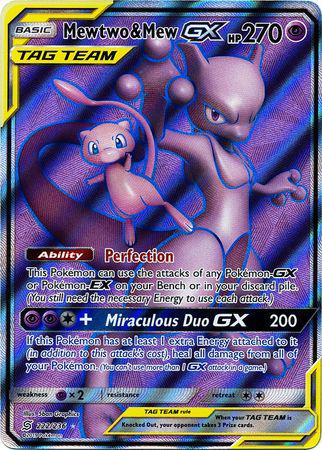 BASIC Mewtwo&Mew GX HP270
TAG TEAM
Ability Perfection
This Pokémon can use the attacks of any Pokémon-GX
or Pokémon-EX on your Bench or in your discard pile.
(You still need the necessary Energy to use each attack.)
+ Miraculous Duo GX 200
If this Pokémon has at least 1 extra Energy attached to it
(in addition to this attack's cost), heal all damage from all
of your Pokémon. (You can't use more than 1 GX attack in a game.)
weakness ×2 resistance retreat
Illus. 5ban Graphics
TAG TEAM rule
222/236
©2019 Pokémon
When your TAG TEAM is
Knocked Out, your opponent takes 3 Prize cards.